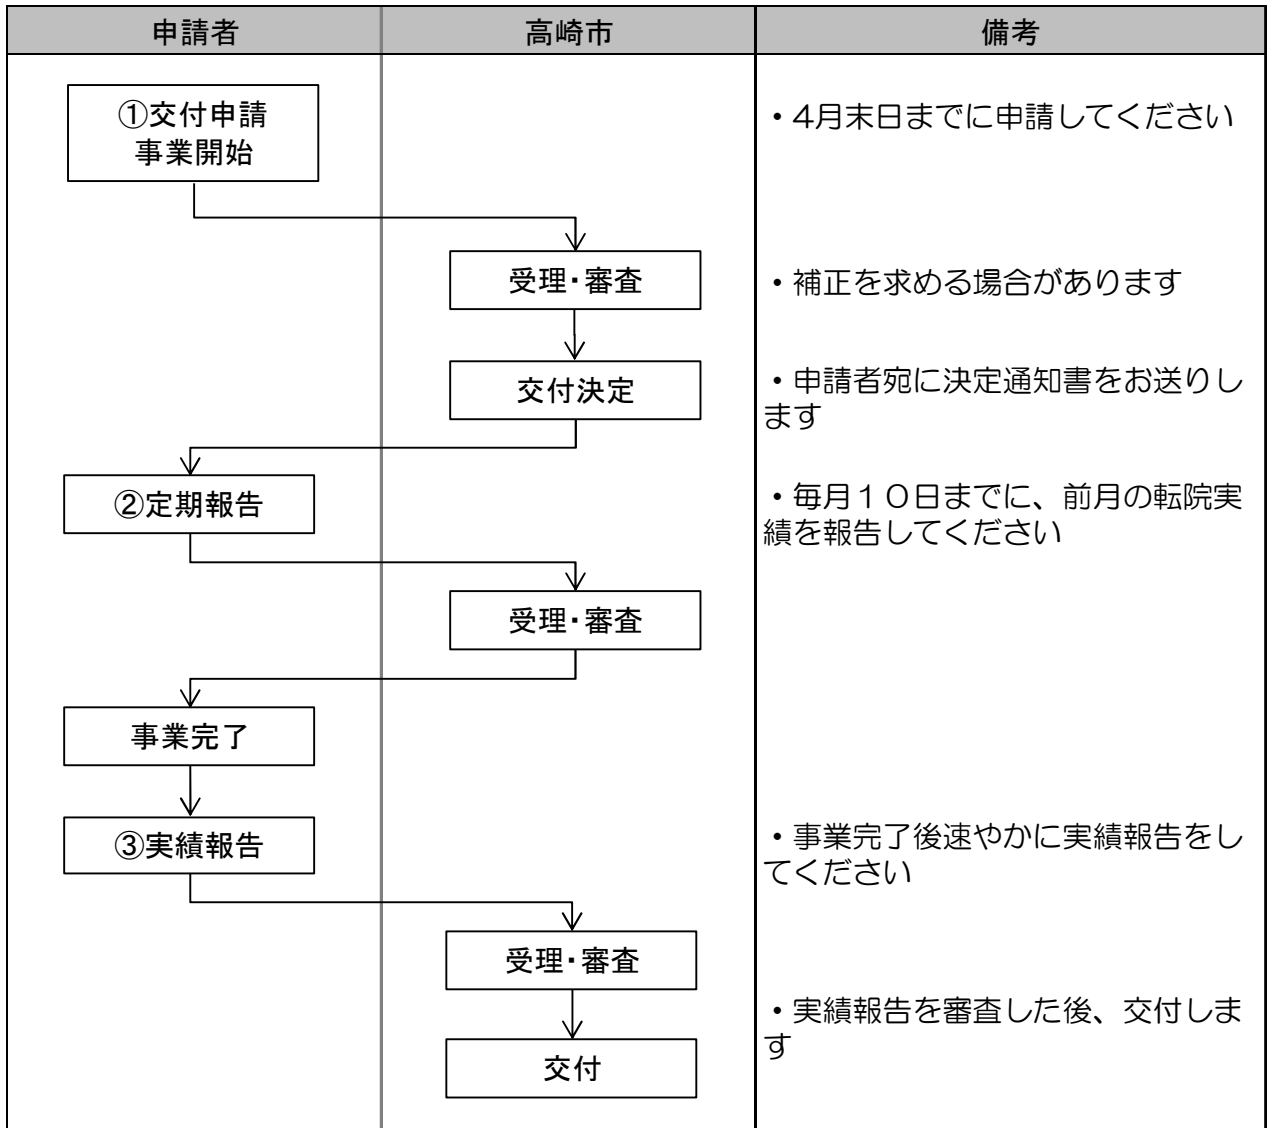 申請者
高崎市
備考
①交付申請
事業開始
・4月末日までに申請してください
受理・審査
・補正を求める場合があります
交付決定
・申請者宛に決定通知書をお送りし
ます
②定期報告
・毎月１０日までに、前月の転院実
績を報告してください
受理・審査
事業完了
③実績報告
・事業完了後速やかに実績報告をし
てください
受理・審査
・実績報告を審査した後、交付しま
す
交付